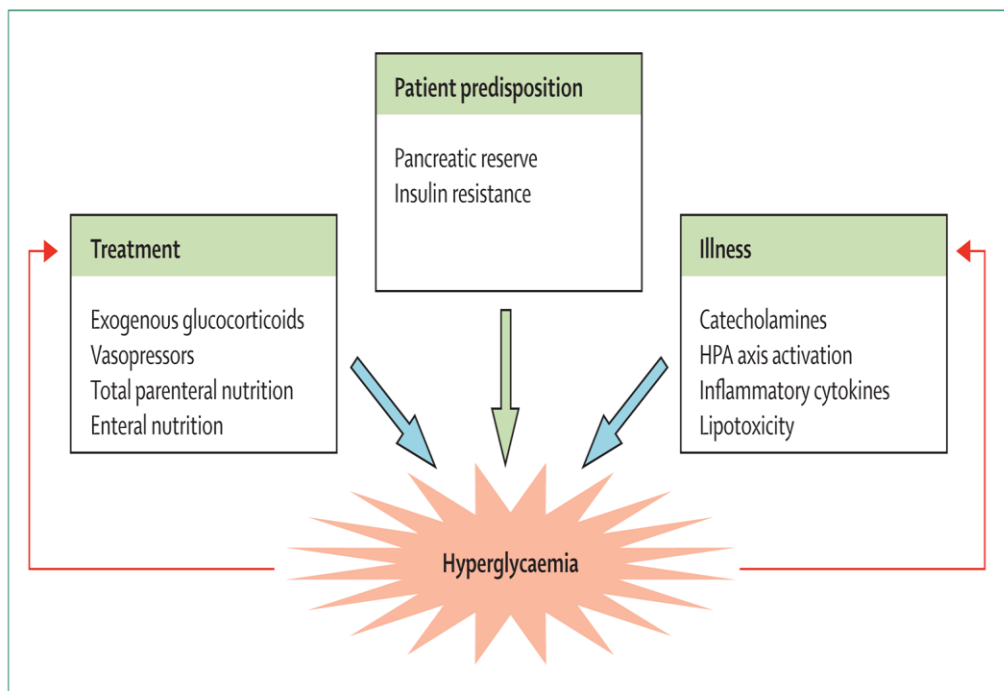 Patient predisposition
Pancreatic reserve
Insulin resistance
Treatment
Exogenous glucocorticoids
Vasopressors
Total parenteral nutrition
Enteral nutrition
Illness
Catecholamines
HPA axis activation
Inflammatory cytokines
Lipotoxicity
Hyperglycaemia